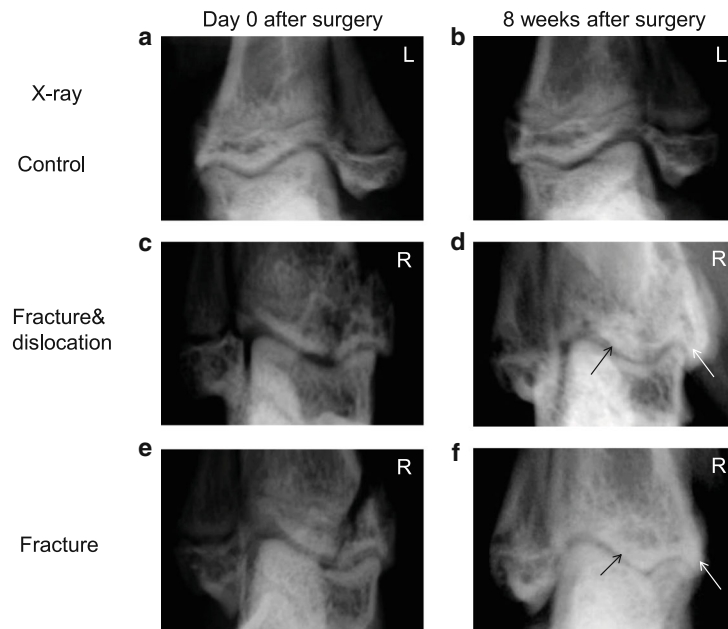 Day 0 after surgery
8 weeks after surgery
a
L
b
L
X-ray
Control
c
R
d
R
Fracture&
dislocation
e
R
f
R
Fracture